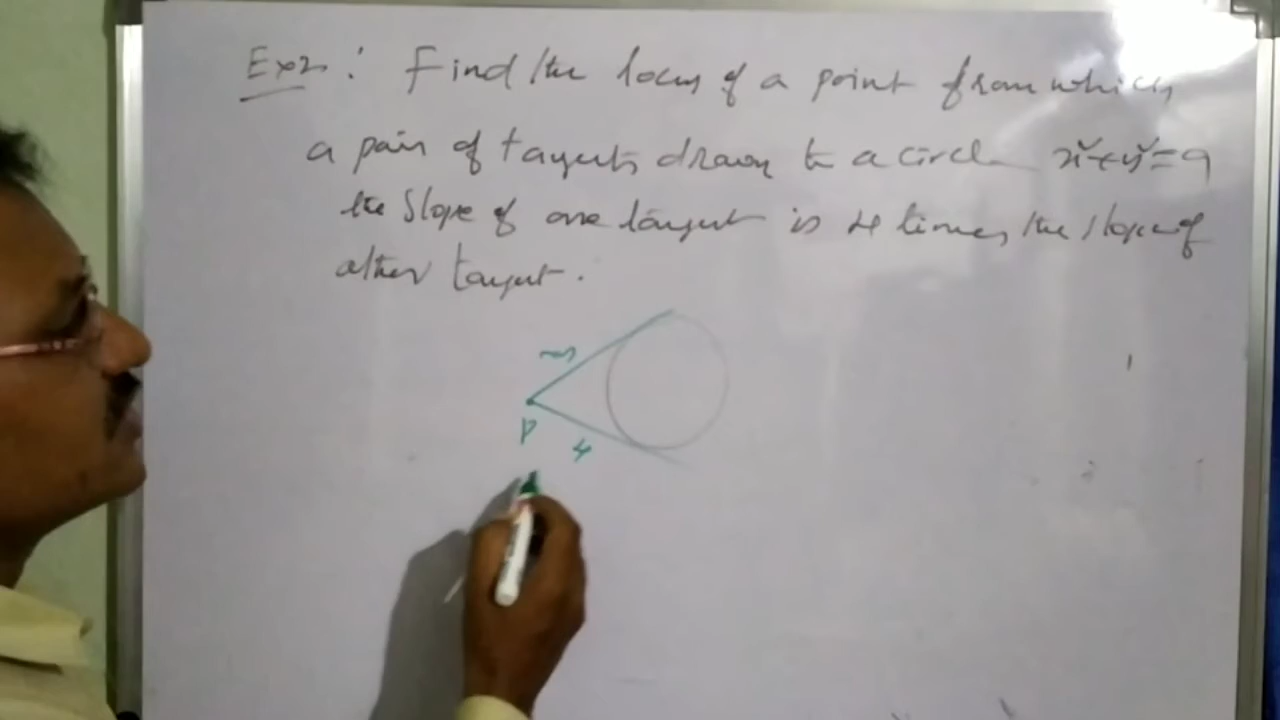 Ex2: Find the locus of a point from which
a pair of tangents drawn to a circle x²+y²=9
the slope of one tangent is 4 times the slope of
other tangent.
m
P
4